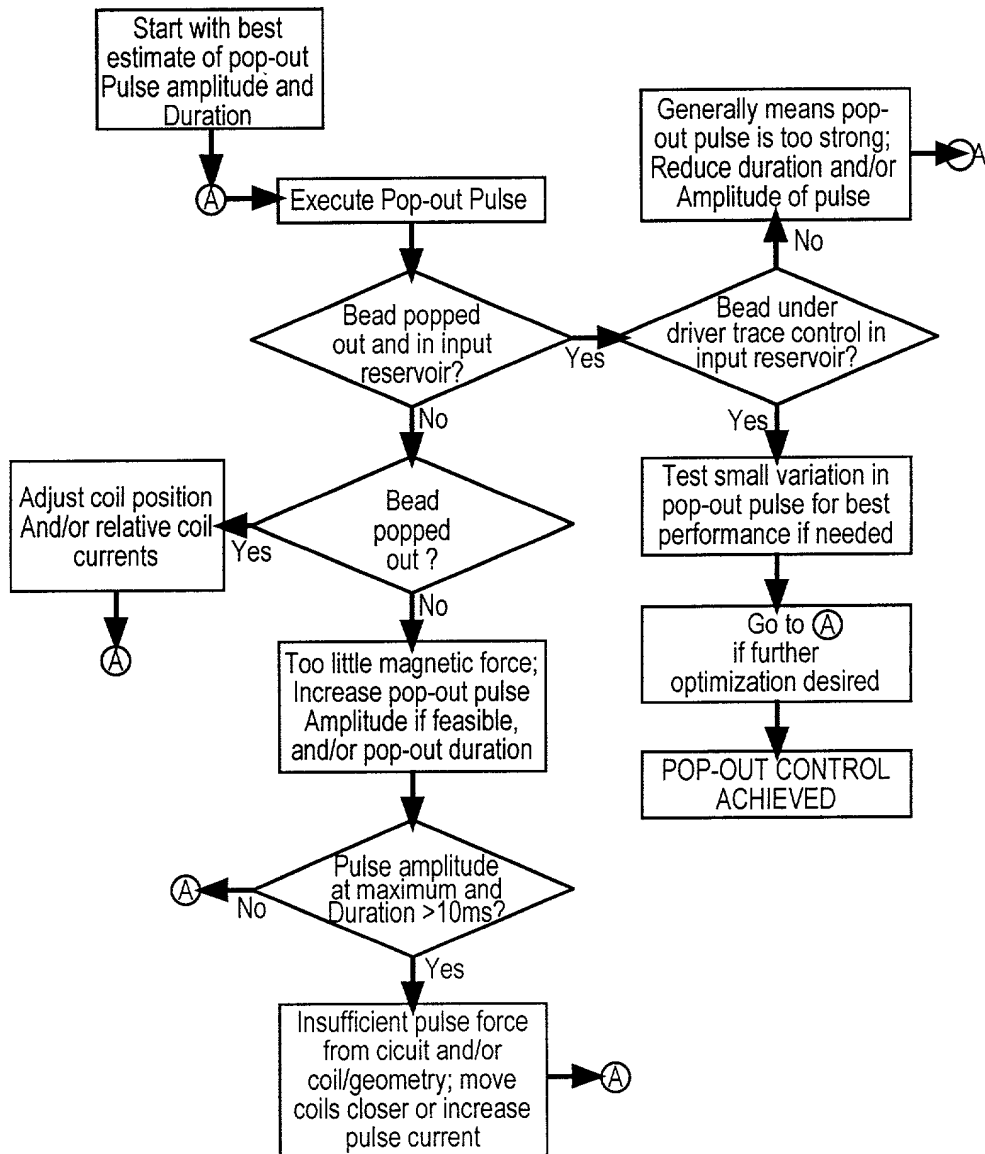 Start with best
estimate of pop-out
Pulse amplitude and
Duration
A
Execute Pop-out Pulse
Bead popped
out and in input
reservoir?
Yes
No
Generally means pop-
out pulse is too strong;
Reduce duration and/or
Amplitude of pulse
A
No
Bead under
driver trace control in
input reservoir?
Yes
Test small variation in
pop-out pulse for best
performance if needed
Go to A
if further
optimization desired
POP-OUT CONTROL
ACHIEVED
Bead
popped
out ?
Yes
No
Adjust coil position
And/or relative coil
currents
A
Too little magnetic force;
Increase pop-out pulse
Amplitude if feasible,
and/or pop-out duration
Pulse amplitude
at maximum and
Duration >10ms?
No
A
Yes
Insufficient pulse force
from cicuit and/or
coil/geometry; move
coils closer or increase
pulse current
A